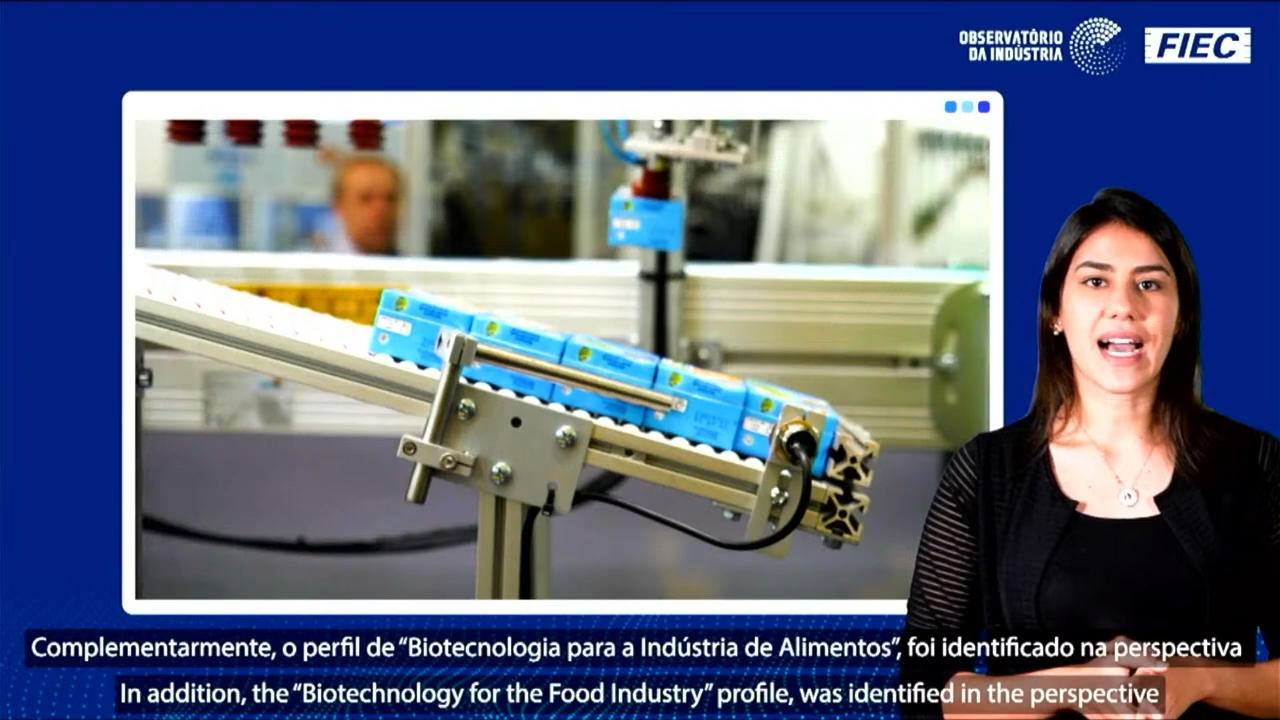 OBSERVATÓRIO
DA INDÚSTRIA
FIEC
Complementarmente, o perfil de “Biotecnologia para a Indústria de Alimentos”, foi identificado na perspectiva
In addition, the “Biotechnology for the Food Industry” profile, was identified in the perspective